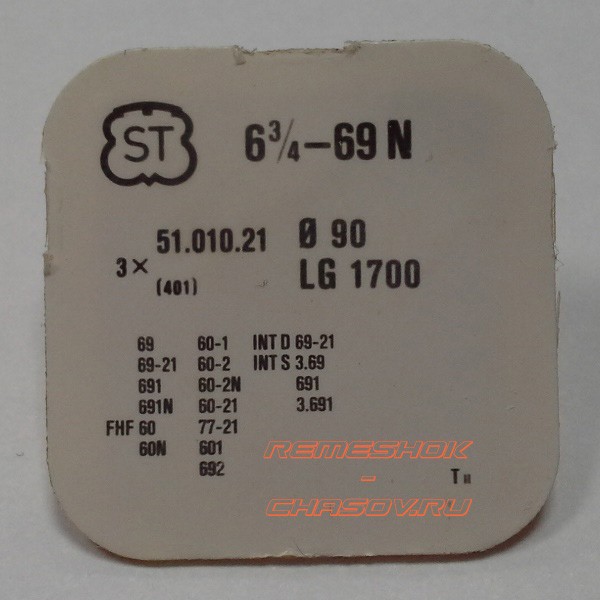 ST 6¾-69 N
3× 51.010.21 Ø 90
(401) LG 1700
69 60-1 INT D 69-21
69-21 60-2 INT S 3.69
691 60-2N 691
691N 60-21 3.691
FHF 60 77-21
60N 601
692
REMESHOK
-
CHASOV.RU
T H